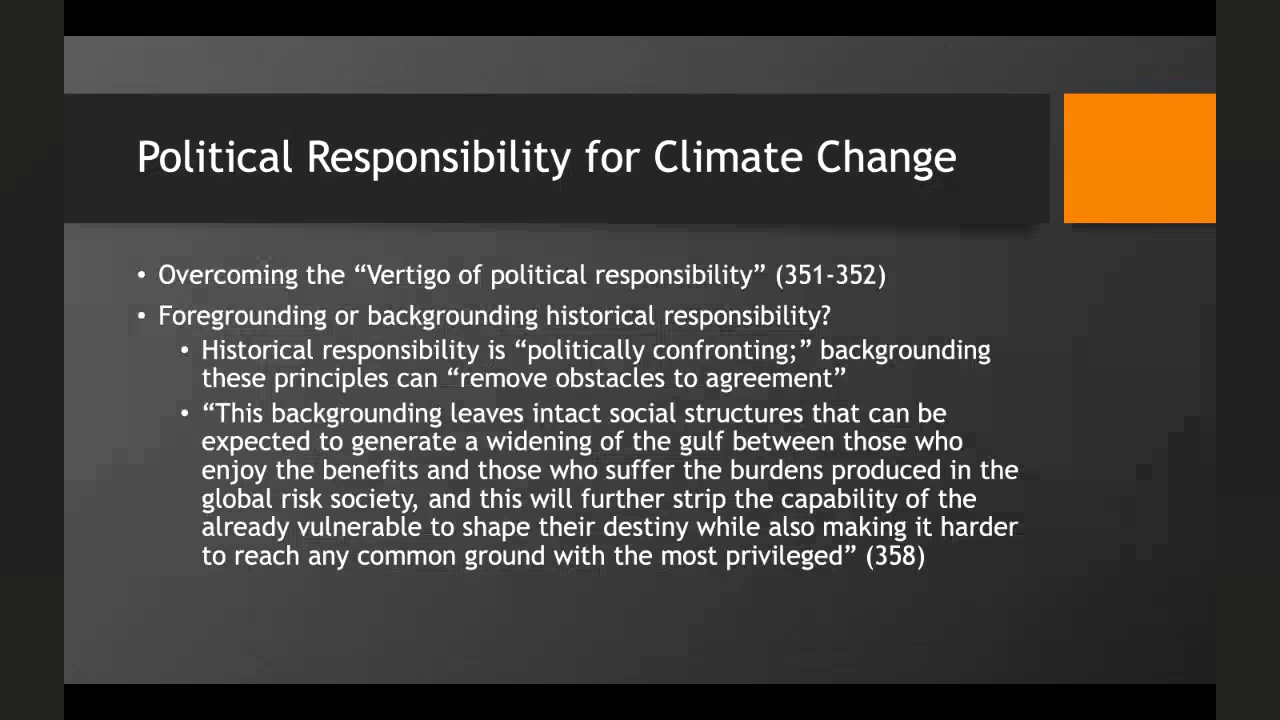 Political Responsibility for Climate Change
• Overcoming the “Vertigo of political responsibility” (351-352)
• Foregrounding or backgrounding historical responsibility?
• Historical responsibility is “politically confronting;” backgrounding
these principles can “remove obstacles to agreement”
• “This backgrounding leaves intact social structures that can be
expected to generate a widening of the gulf between those who
enjoy the benefits and those who suffer the burdens produced in the
global risk society, and this will further strip the capability of the
already vulnerable to shape their destiny while also making it harder
to reach any common ground with the most privileged” (358)